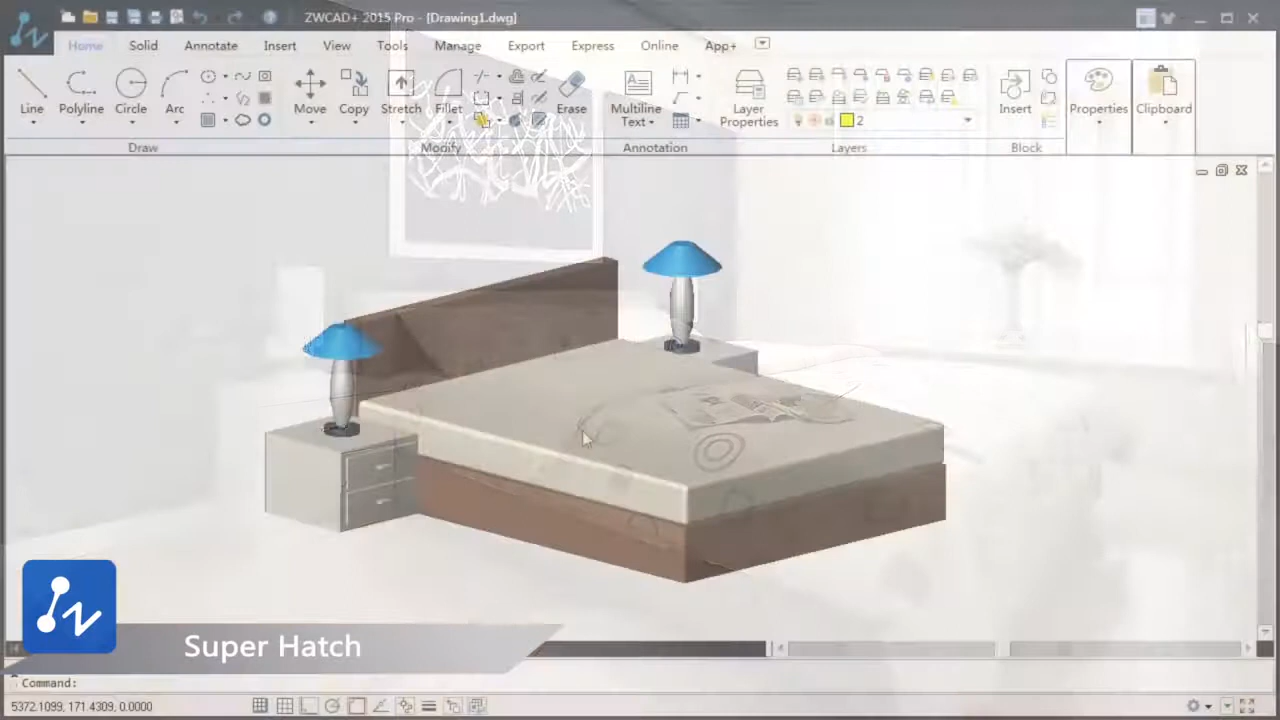 ZWCAD+ 2015 Pro - [Drawing1.dwg]
Home Solid Annotate Insert View Tools Manage Export Express Online App+
Line Polyline Circle Arc Move Copy Stretch Fillet Erase Multiline Text Layer Properties Insert Properties Clipboard
2
Draw Modify Annotation Layers Block
Super Hatch
Command:
5372.1099, 171.4309, 0.0000